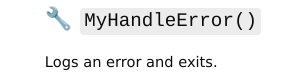 🔧 MyHandleError()
Logs an error and exits.